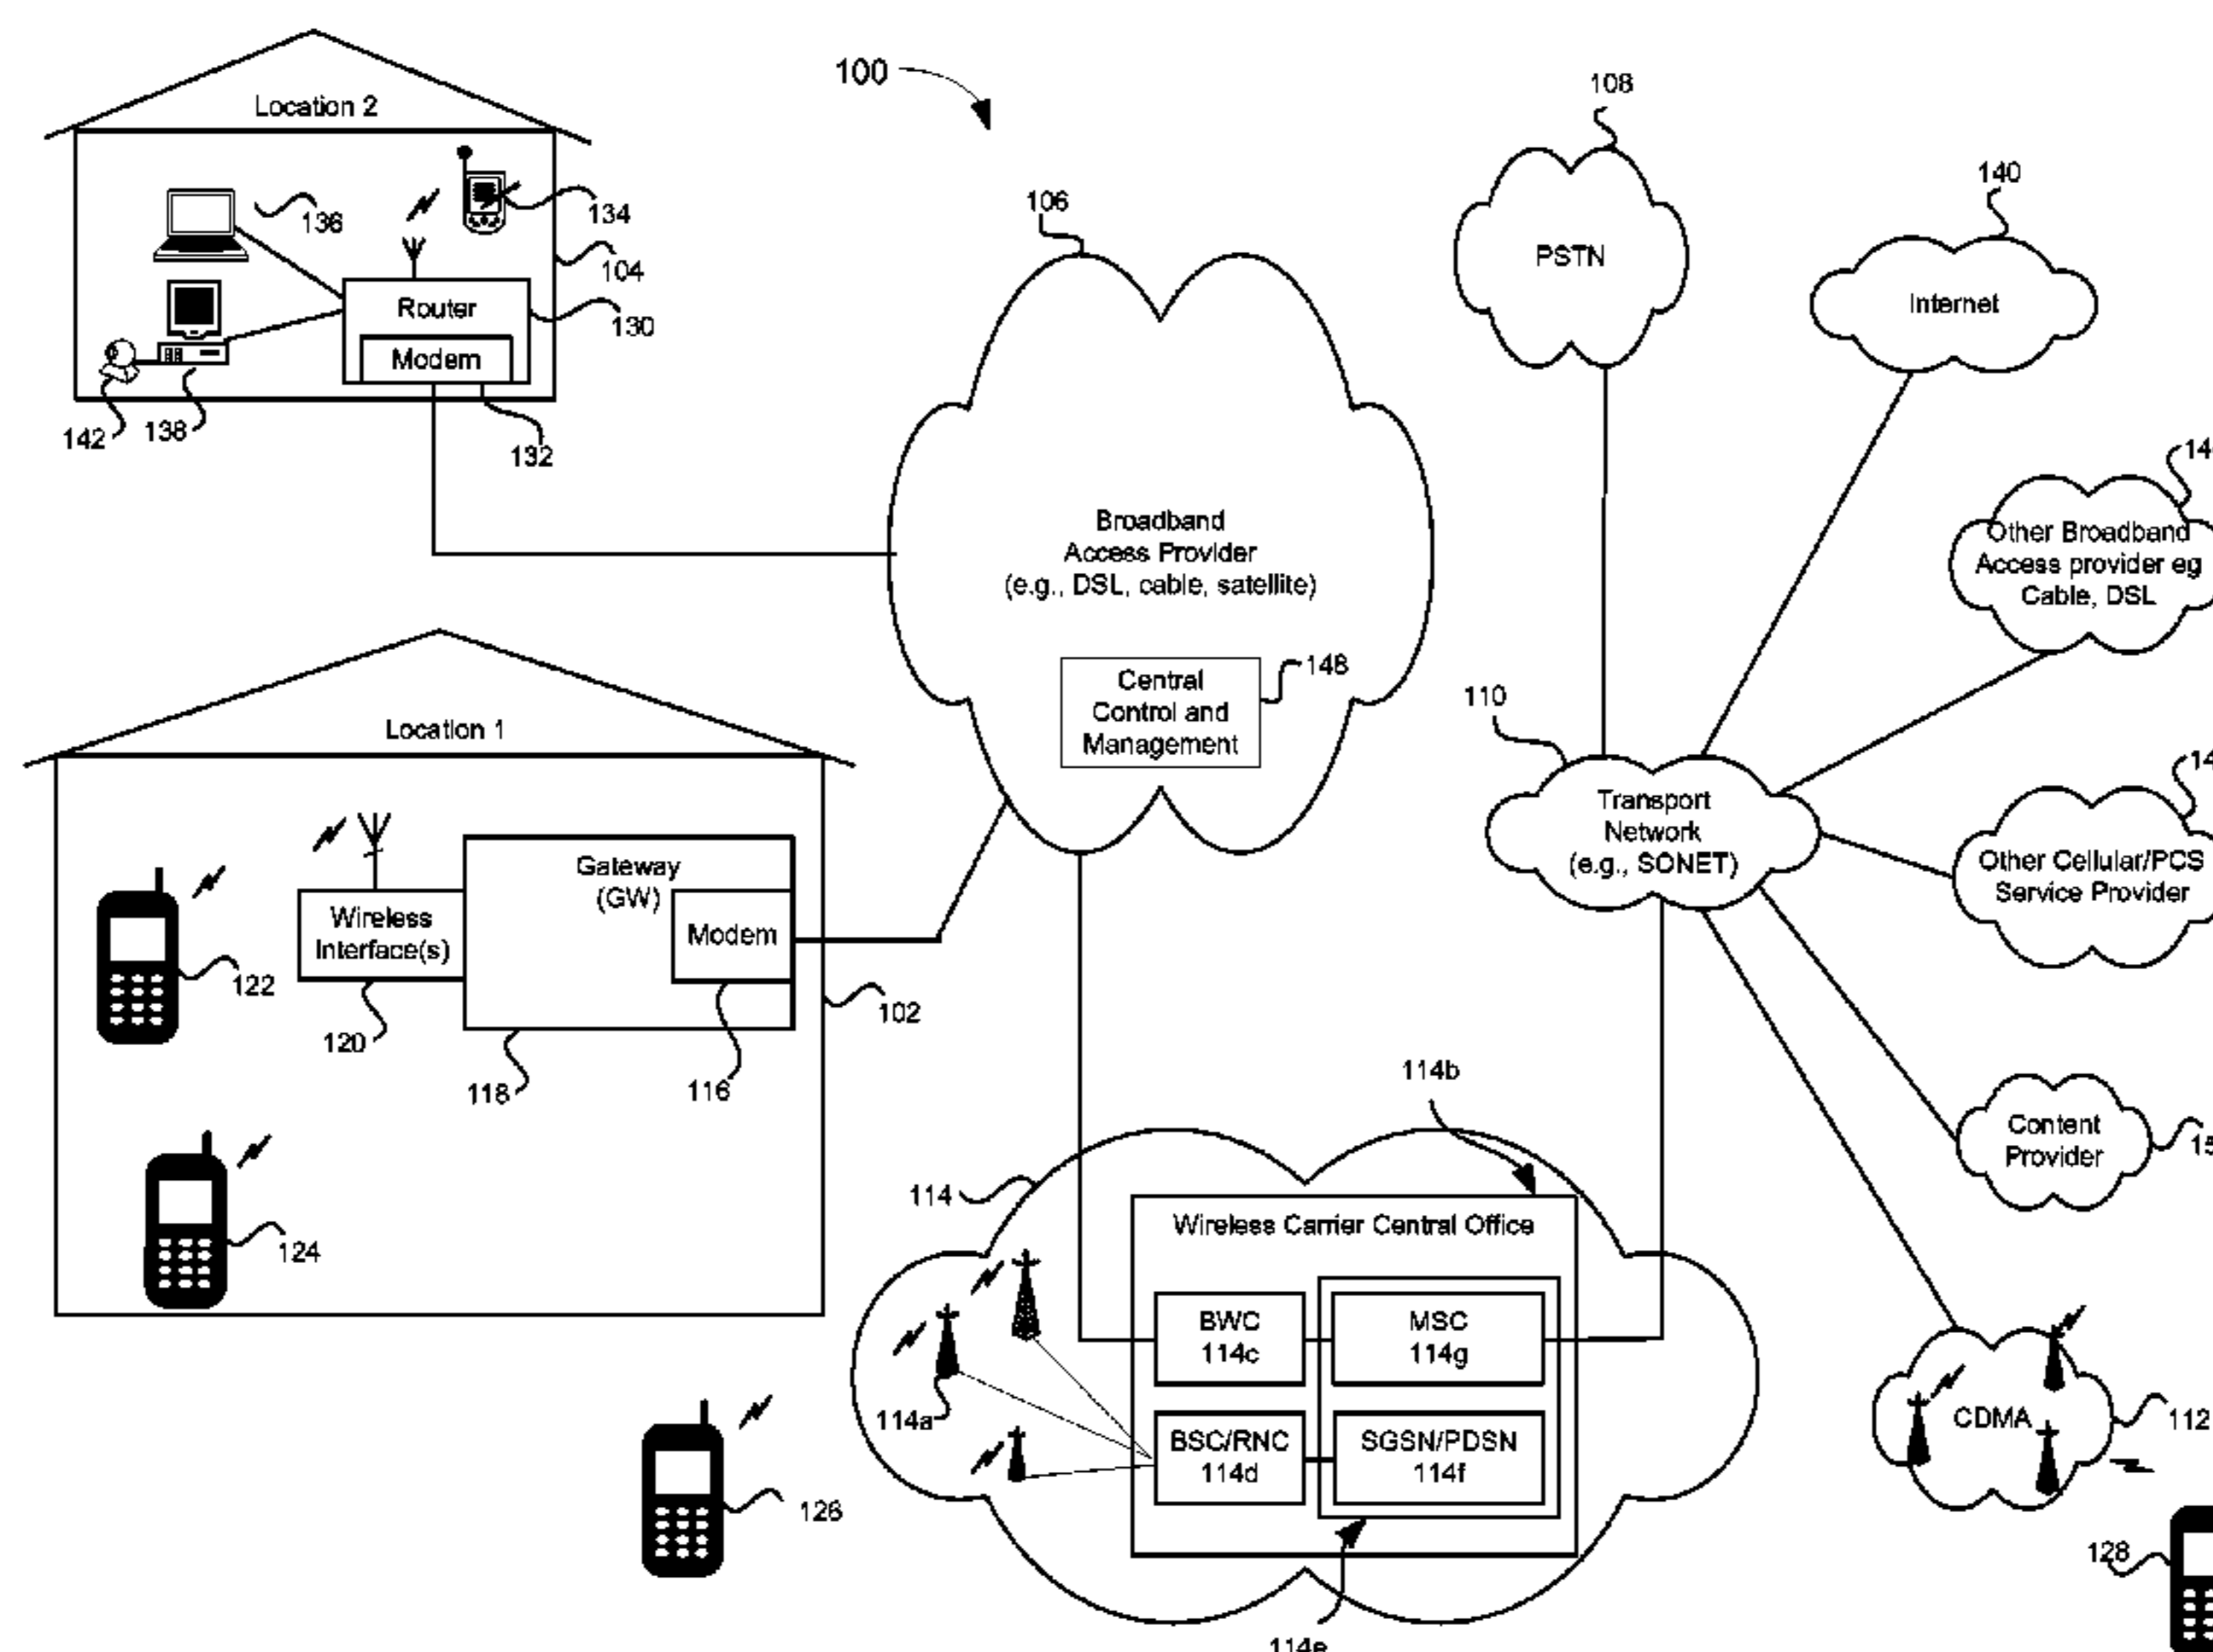 100
108
Location 2
140
106
136
134
PSTN
104
Internet
Router
130
Modem
142
138
132
Broadband
Access Provider
(e.g., DSL, cable, satellite)
Other Broadband
Access provider eg
Cable, DSL
148
Central
Control and
Management
110
Location 1
Transport
Network
(e.g., SONET)
Other Cellular/PCS
Service Provider
Gateway
(GW)
Wireless
Interface(s)
Modem
122
102
120
118
116
114b
Content
Provider
114
Wireless Carrier Central Office
124
BWC
114c
MSC
114g
114a
CDMA
112
BSC/RNC
114d
SGSN/PDSN
114f
126
128
114e